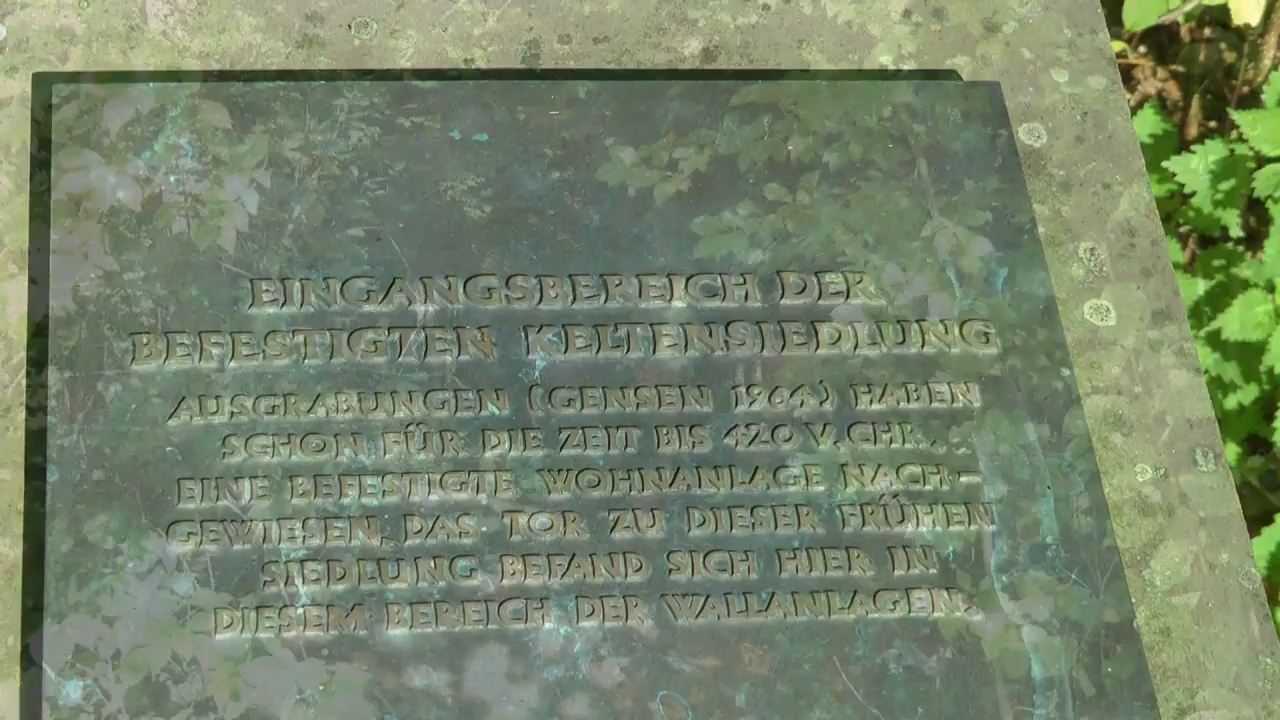 EINGANGSBEREICH DER
BEFESTIGTEN KELTENSIEDLUNG
AUSGRABUNGEN (GENSEN 1964) HABEN
SCHON FÜR DIE ZEIT BIS 420 V. CHR.
EINE BEFESTIGTE WOHNANLAGE NACH-
GEWIESEN, DAS TOR ZU DIESER FRÜHEN
SIEDLUNG BEFAND SICH HIER IN
DIESEM BEREICH DER WALLANLAGEN.